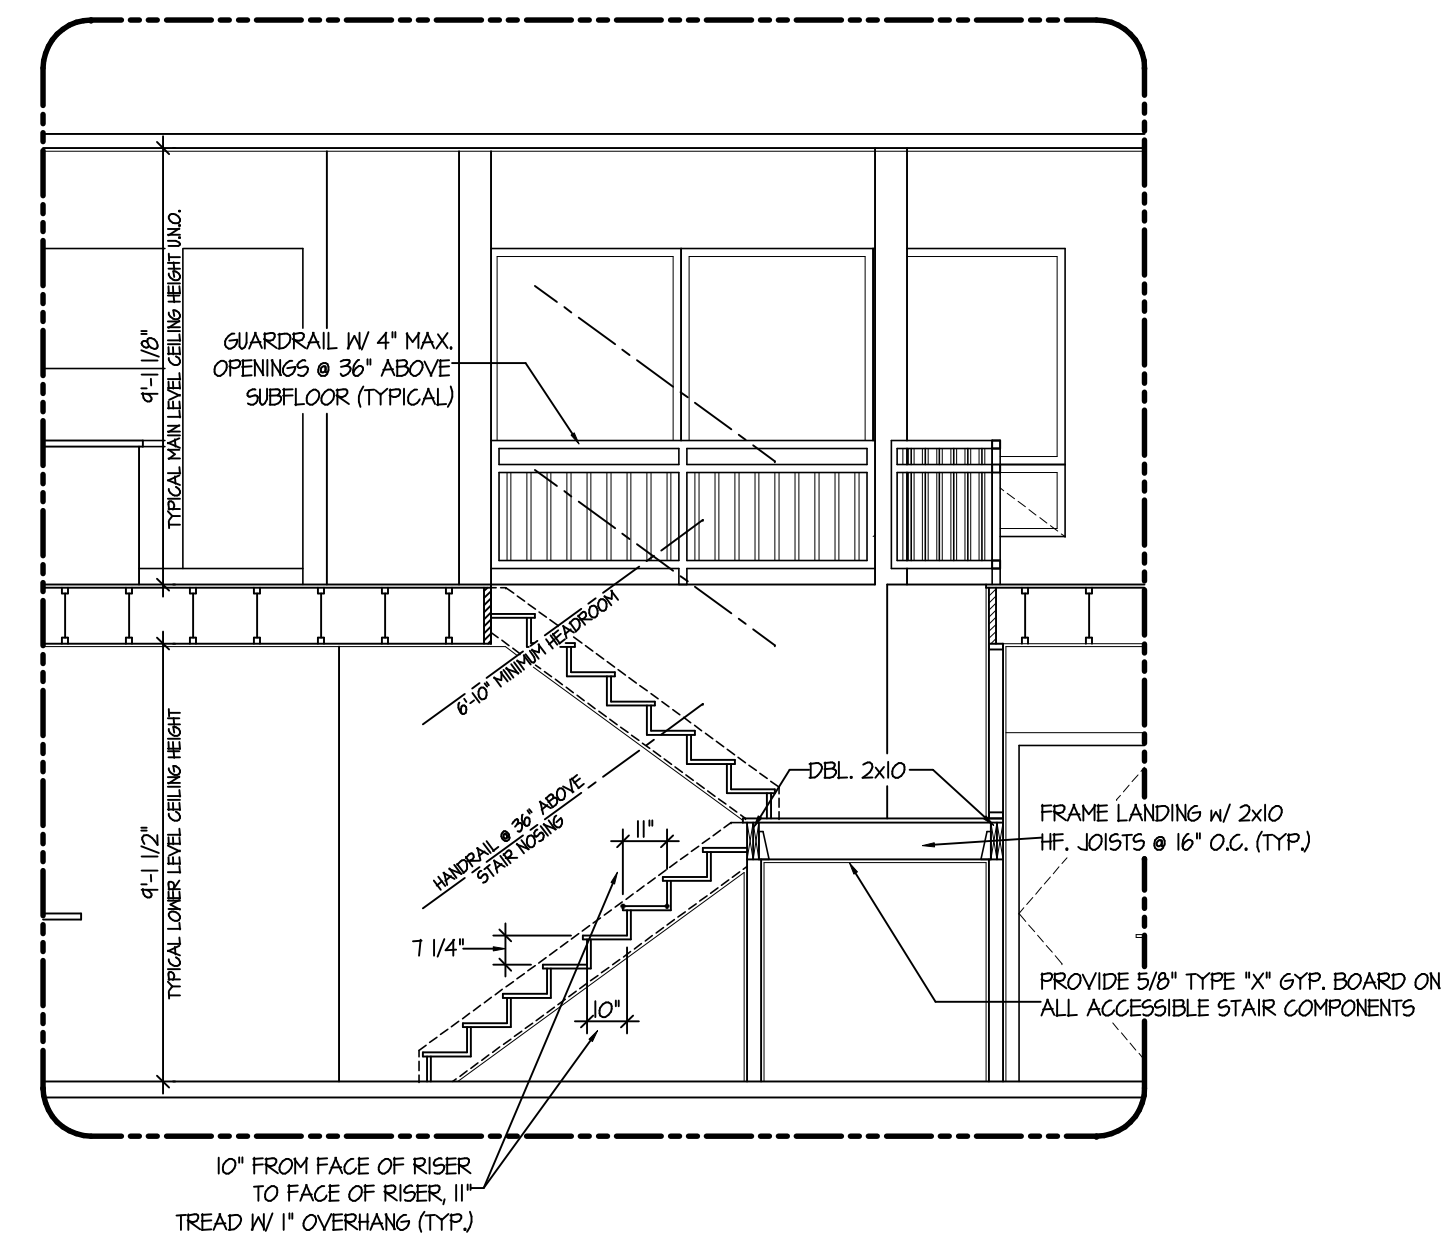 9'-1 1/8"
TYPICAL MAIN LEVEL CEILING HEIGHT U.N.O.
GUARDRAIL W/ 4" MAX.
OPENINGS @ 36" ABOVE
SUBFLOOR (TYPICAL)
6'-10" MINIMUM HEADROOM
9'-1 1/2"
TYPICAL LOWER LEVEL CEILING HEIGHT
HANDRAIL @ 36" ABOVE
STAIR NOSING
DBL. 2x10
FRAME LANDING W/ 2x10
HF. JOISTS @ 16" O.C. (TYP.)
11"
7 1/4"
10"
PROVIDE 5/8" TYPE "X" GYP. BOARD ON
ALL ACCESSIBLE STAIR COMPONENTS
10" FROM FACE OF RISER
TO FACE OF RISER, 11"
TREAD W/ 1" OVERHANG (TYP.)